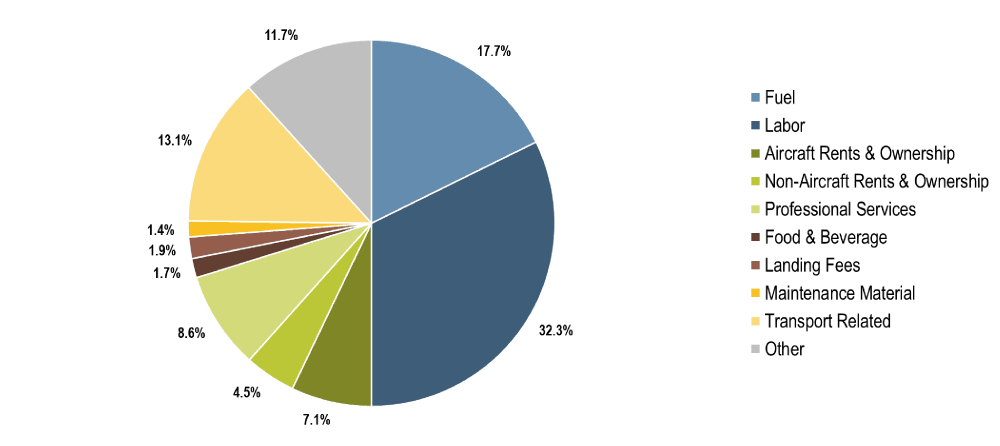 11.7%
17.7%
13.1%
1.4%
1.9%
1.7%
8.6%
4.5%
7.1%
32.3%
Fuel
Labor
Aircraft Rents & Ownership
Non-Aircraft Rents & Ownership
Professional Services
Food & Beverage
Landing Fees
Maintenance Material
Transport Related
Other